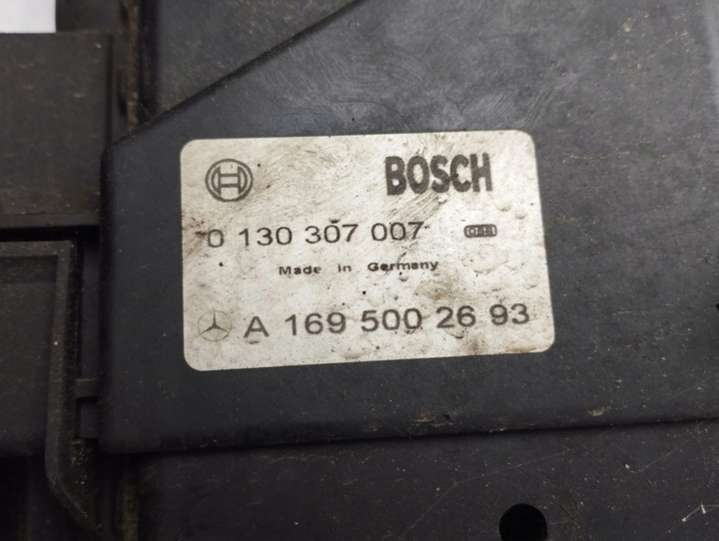 BOSCH
0 130 307 007
Made in Germany
A 169 500 26 93